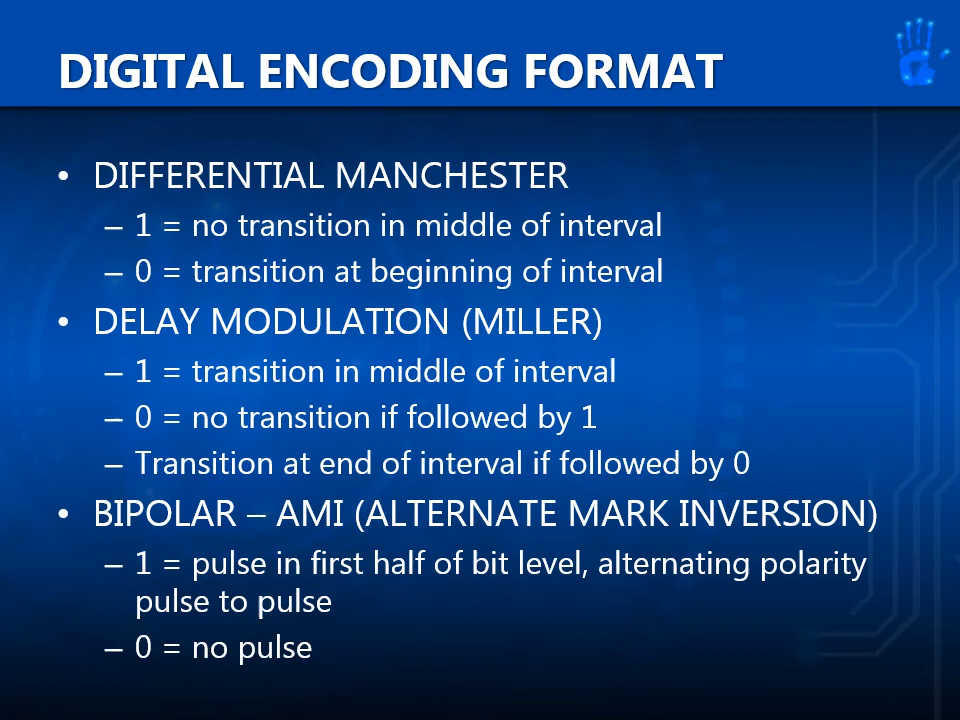 DIGITAL ENCODING FORMAT
• DIFFERENTIAL MANCHESTER
– 1 = no transition in middle of interval
– 0 = transition at beginning of interval
• DELAY MODULATION (MILLER)
– 1 = transition in middle of interval
– 0 = no transition if followed by 1
– Transition at end of interval if followed by 0
• BIPOLAR – AMI (ALTERNATE MARK INVERSION)
– 1 = pulse in first half of bit level, alternating polarity
pulse to pulse
– 0 = no pulse